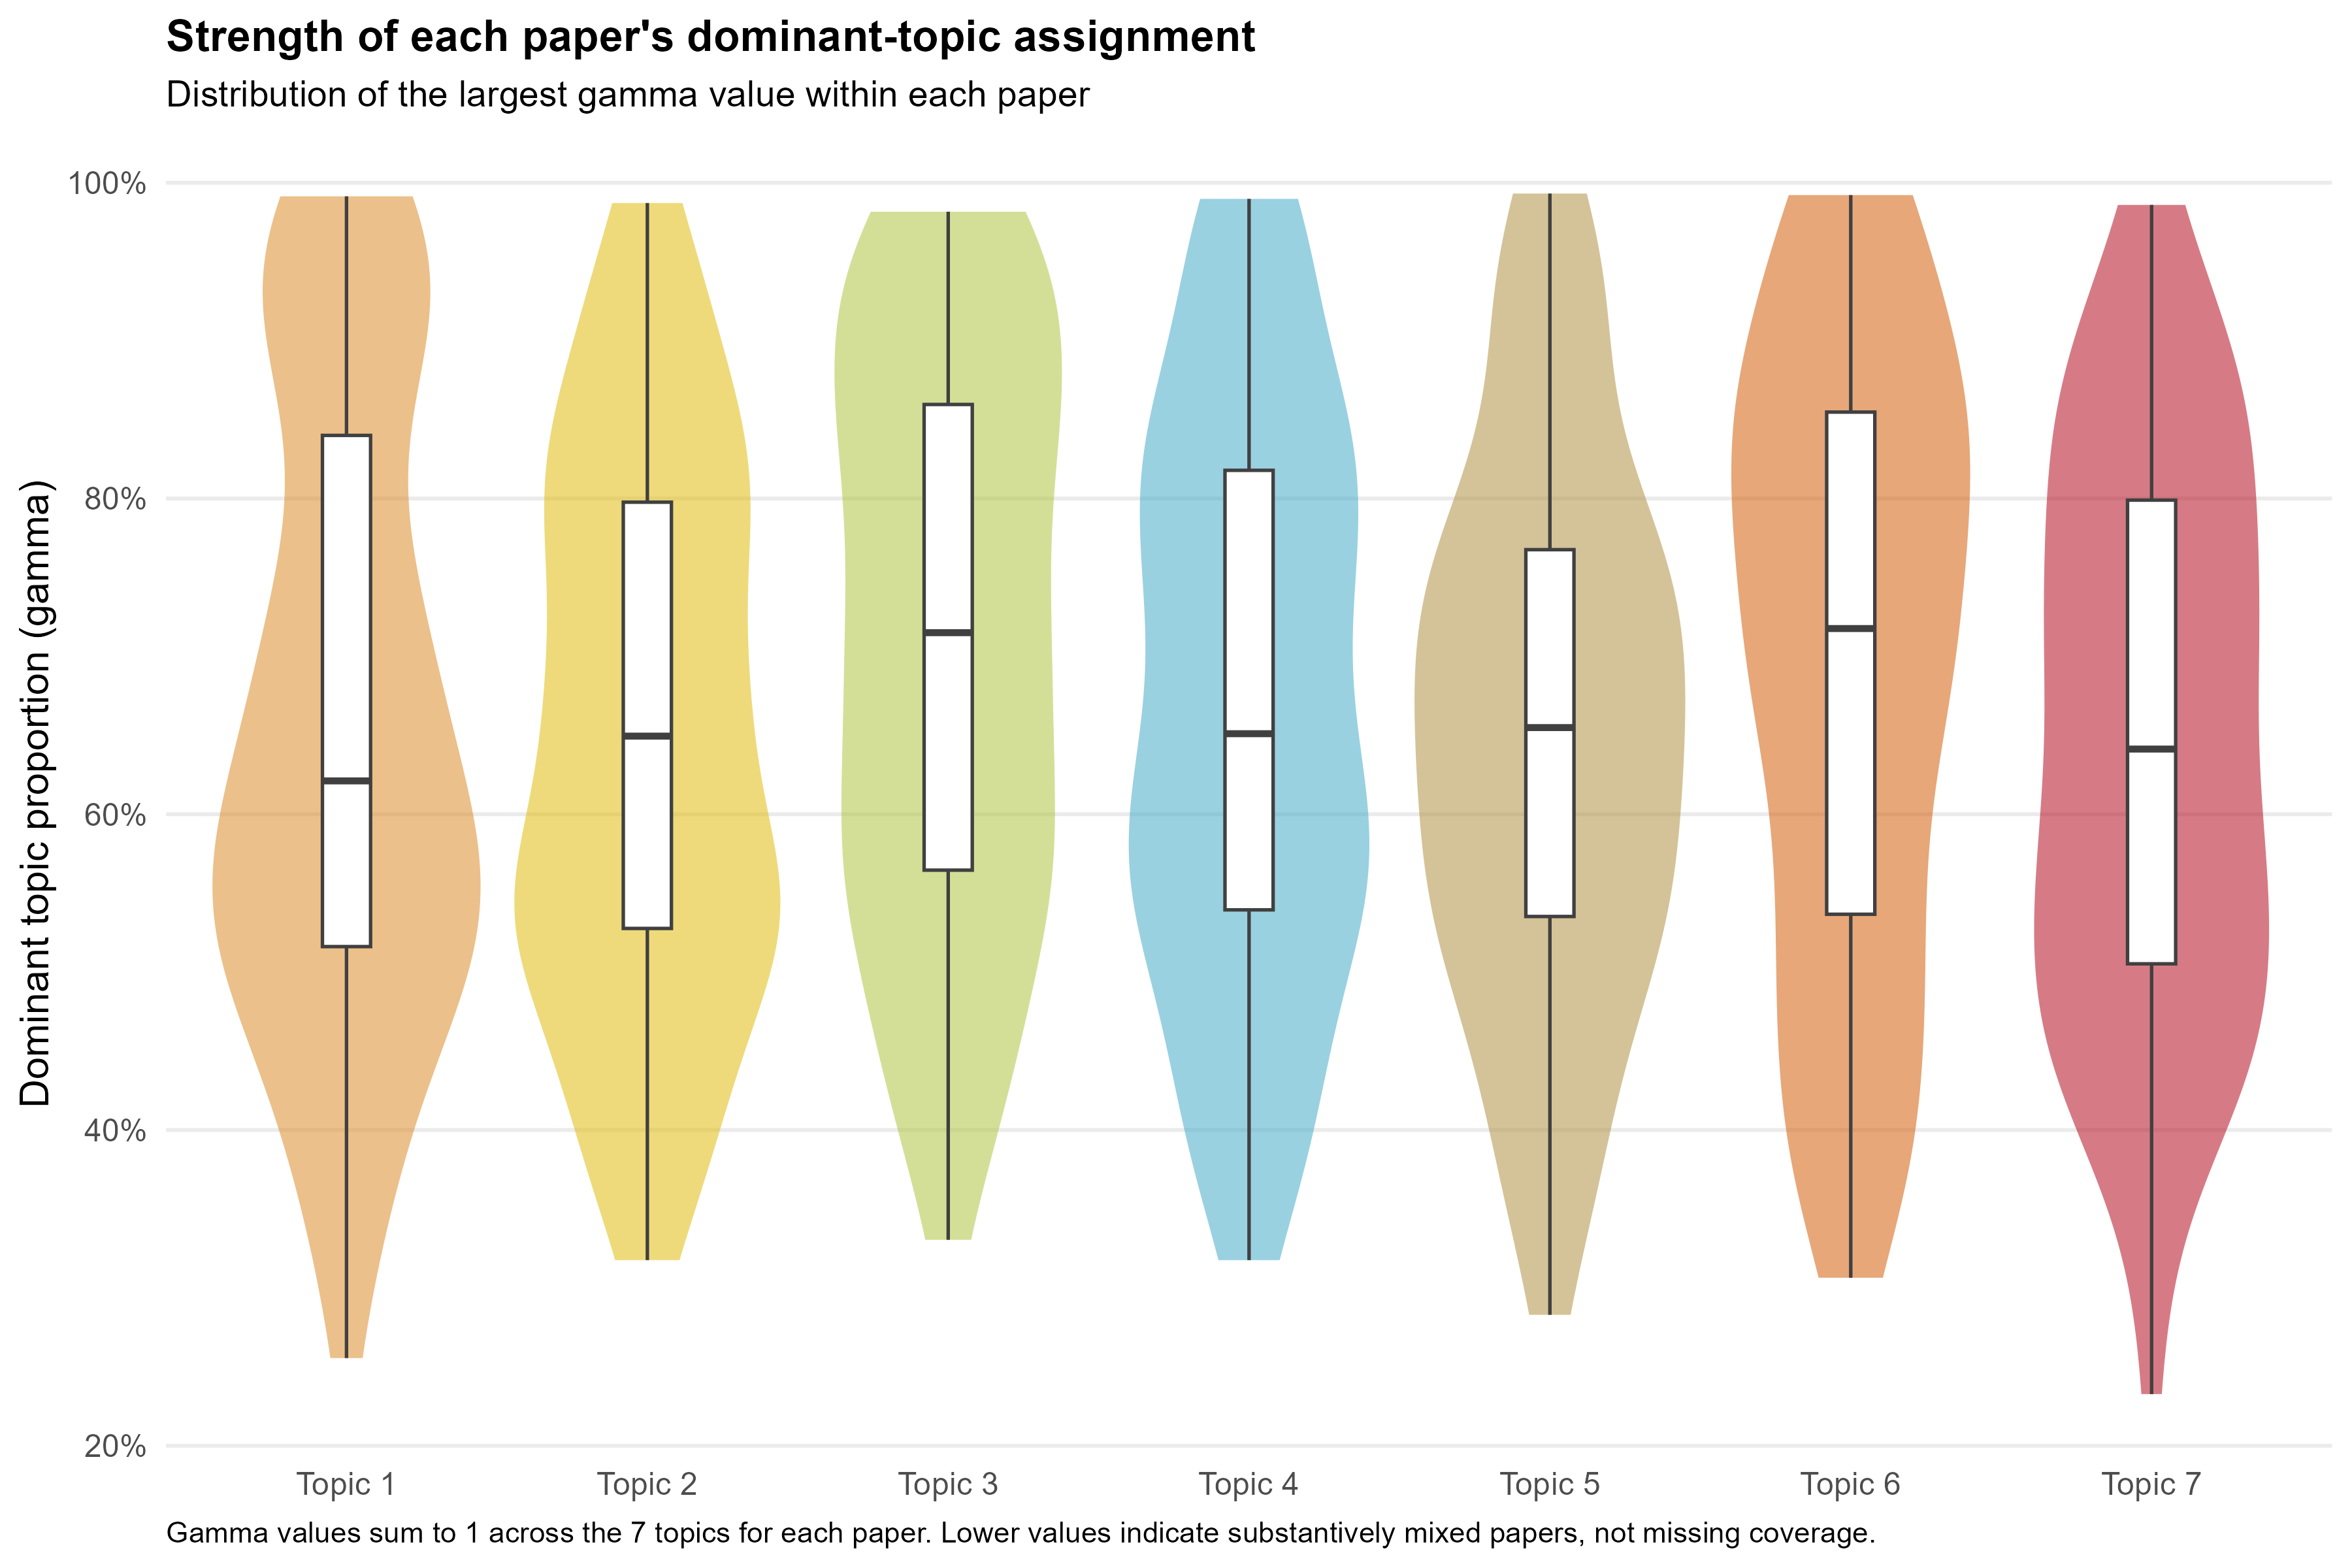 Strength of each paper's dominant-topic assignment
Distribution of the largest gamma value within each paper
Dominant topic proportion (gamma)
100%
80%
60%
40%
20%
Topic 1
Topic 2
Topic 3
Topic 4
Topic 5
Topic 6
Topic 7
Gamma values sum to 1 across the 7 topics for each paper. Lower values indicate substantively mixed papers, not missing coverage.